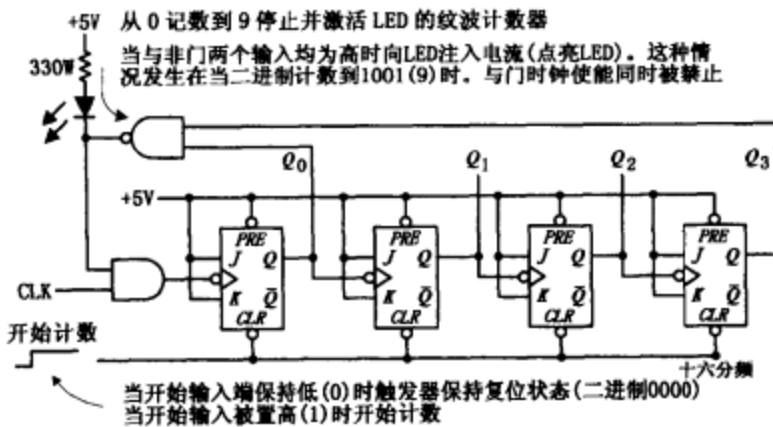 从 0 记数到 9 停止并激活 LED 的纹波计数器
+5V
当与非门两个输入均为高时向LED注入电流(点亮LED)。这种情
况发生在当二进制计数到1001(9)时。与门时钟使能同时被禁止
330W
Q0 Q1 Q2 Q3
+5V
PRE PRE PRE PRE
J Q J Q J Q J Q
K Q̄ K Q̄ K Q̄ K Q̄
CLR CLR CLR CLR
CLK
开始计数
十六分频
当开始输入端保持低(0)时触发器保持复位状态(二进制0000)
当开始输入被置高(1)时开始计数